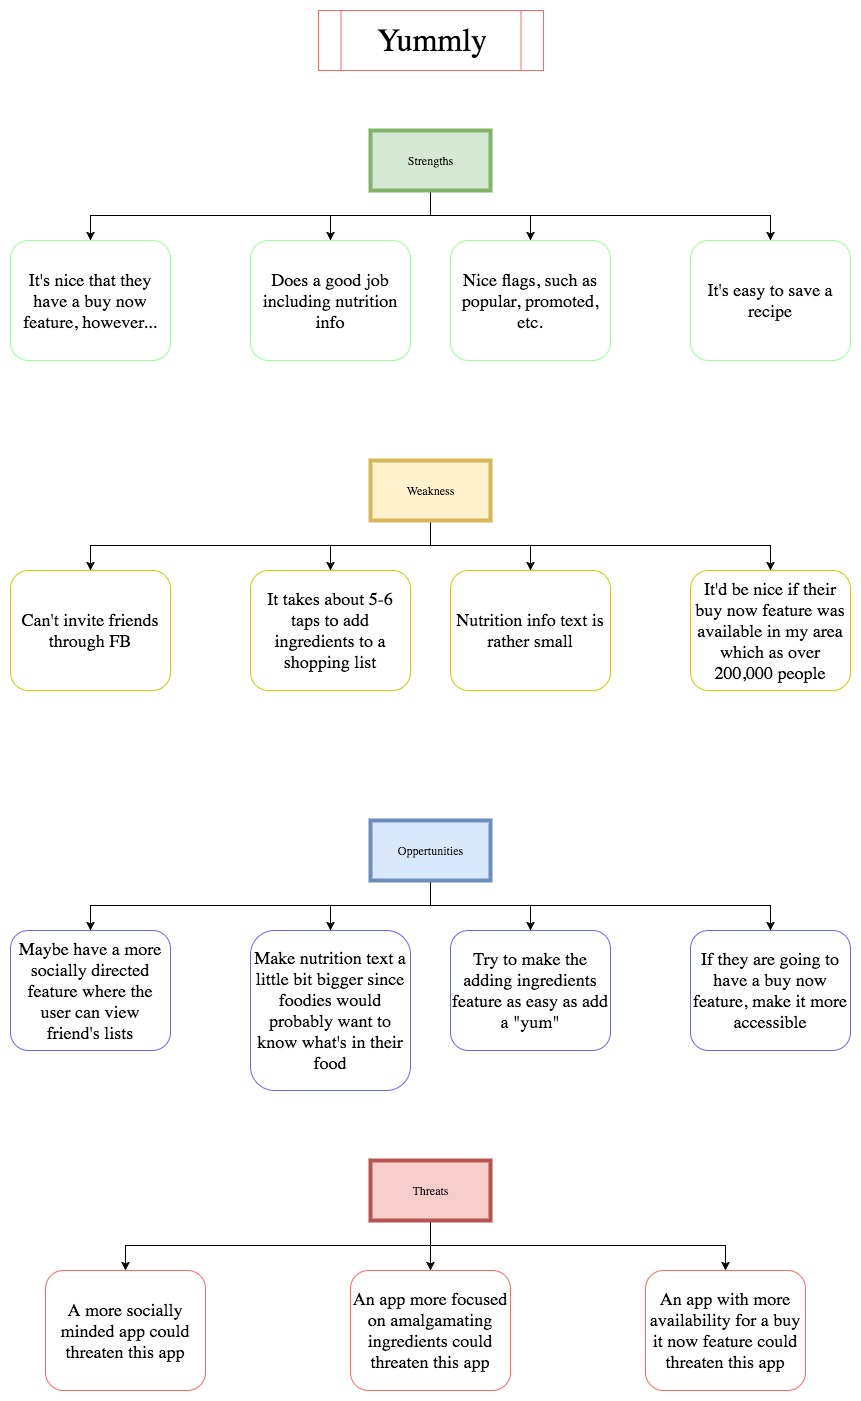 Yummly
Strengths
It's nice that they
have a buy now
feature, however...
Does a good job
including nutrition
info
Nice flags, such as
popular, promoted,
etc.
It's easy to save a
recipe
Weakness
Can't invite friends
through FB
It takes about 5-6
taps to add
ingredients to a
shopping list
Nutrition info text is
rather small
It'd be nice if their
buy now feature was
available in my area
which as over
200,000 people
Oppertunities
Maybe have a more
socially directed
feature where the
user can view
friend's lists
Make nutrition text a
little bit bigger since
foodies would
probably want to
know what's in their
food
Try to make the
adding ingredients
feature as easy as add
a "yum"
If they are going to
have a buy now
feature, make it more
accessible
Threats
A more socially
minded app could
threaten this app
An app more focused
on amalgamating
ingredients could
threaten this app
An app with more
availability for a buy
it now feature could
threaten this app